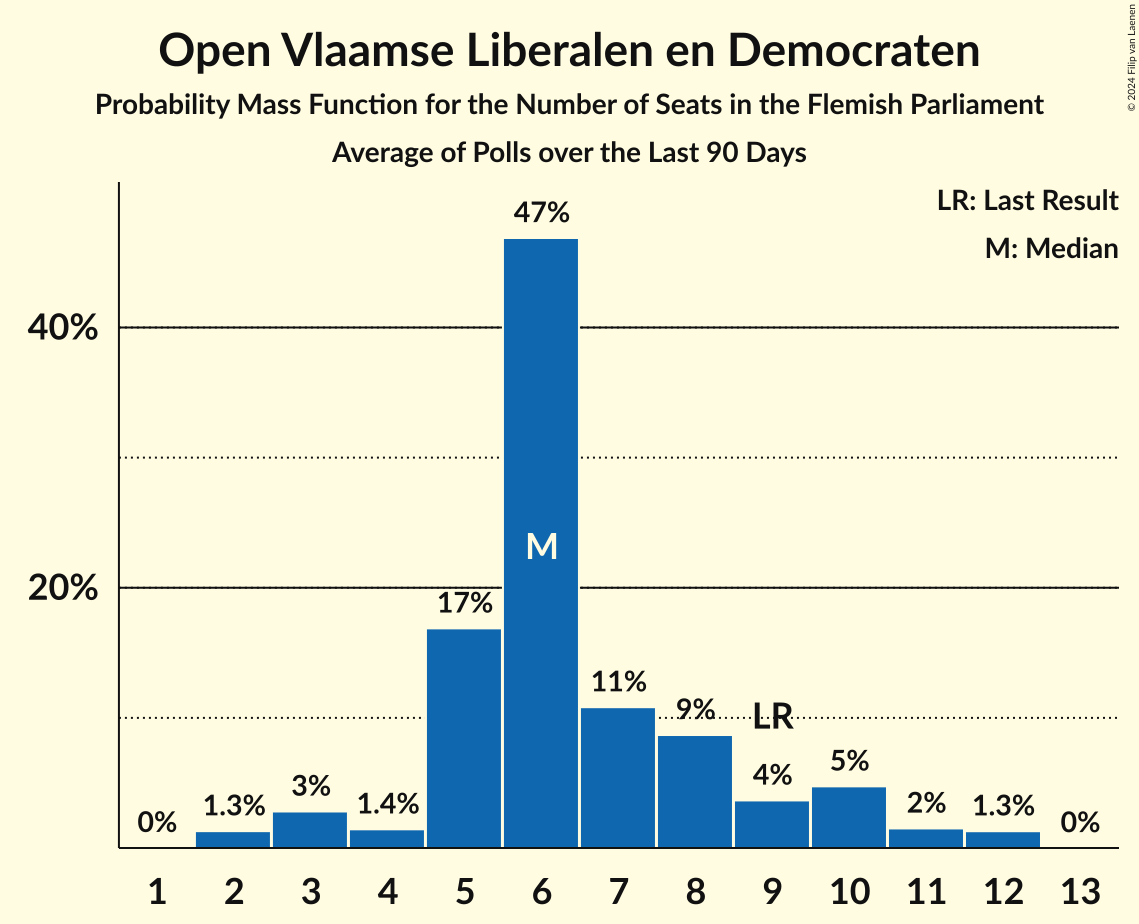 Open Vlaamse Liberalen en Democraten
Probability Mass Function for the Number of Seats in the Flemish Parliament
Average of Polls over the Last 90 Days
© 2024 Filip van Laenen
LR: Last Result
M: Median
40%
20%
0%
1.3%
3%
1.4%
17%
47%
M
11%
9%
LR
4%
5%
2%
1.3%
0%
1 2 3 4 5 6 7 8 9 10 11 12 13